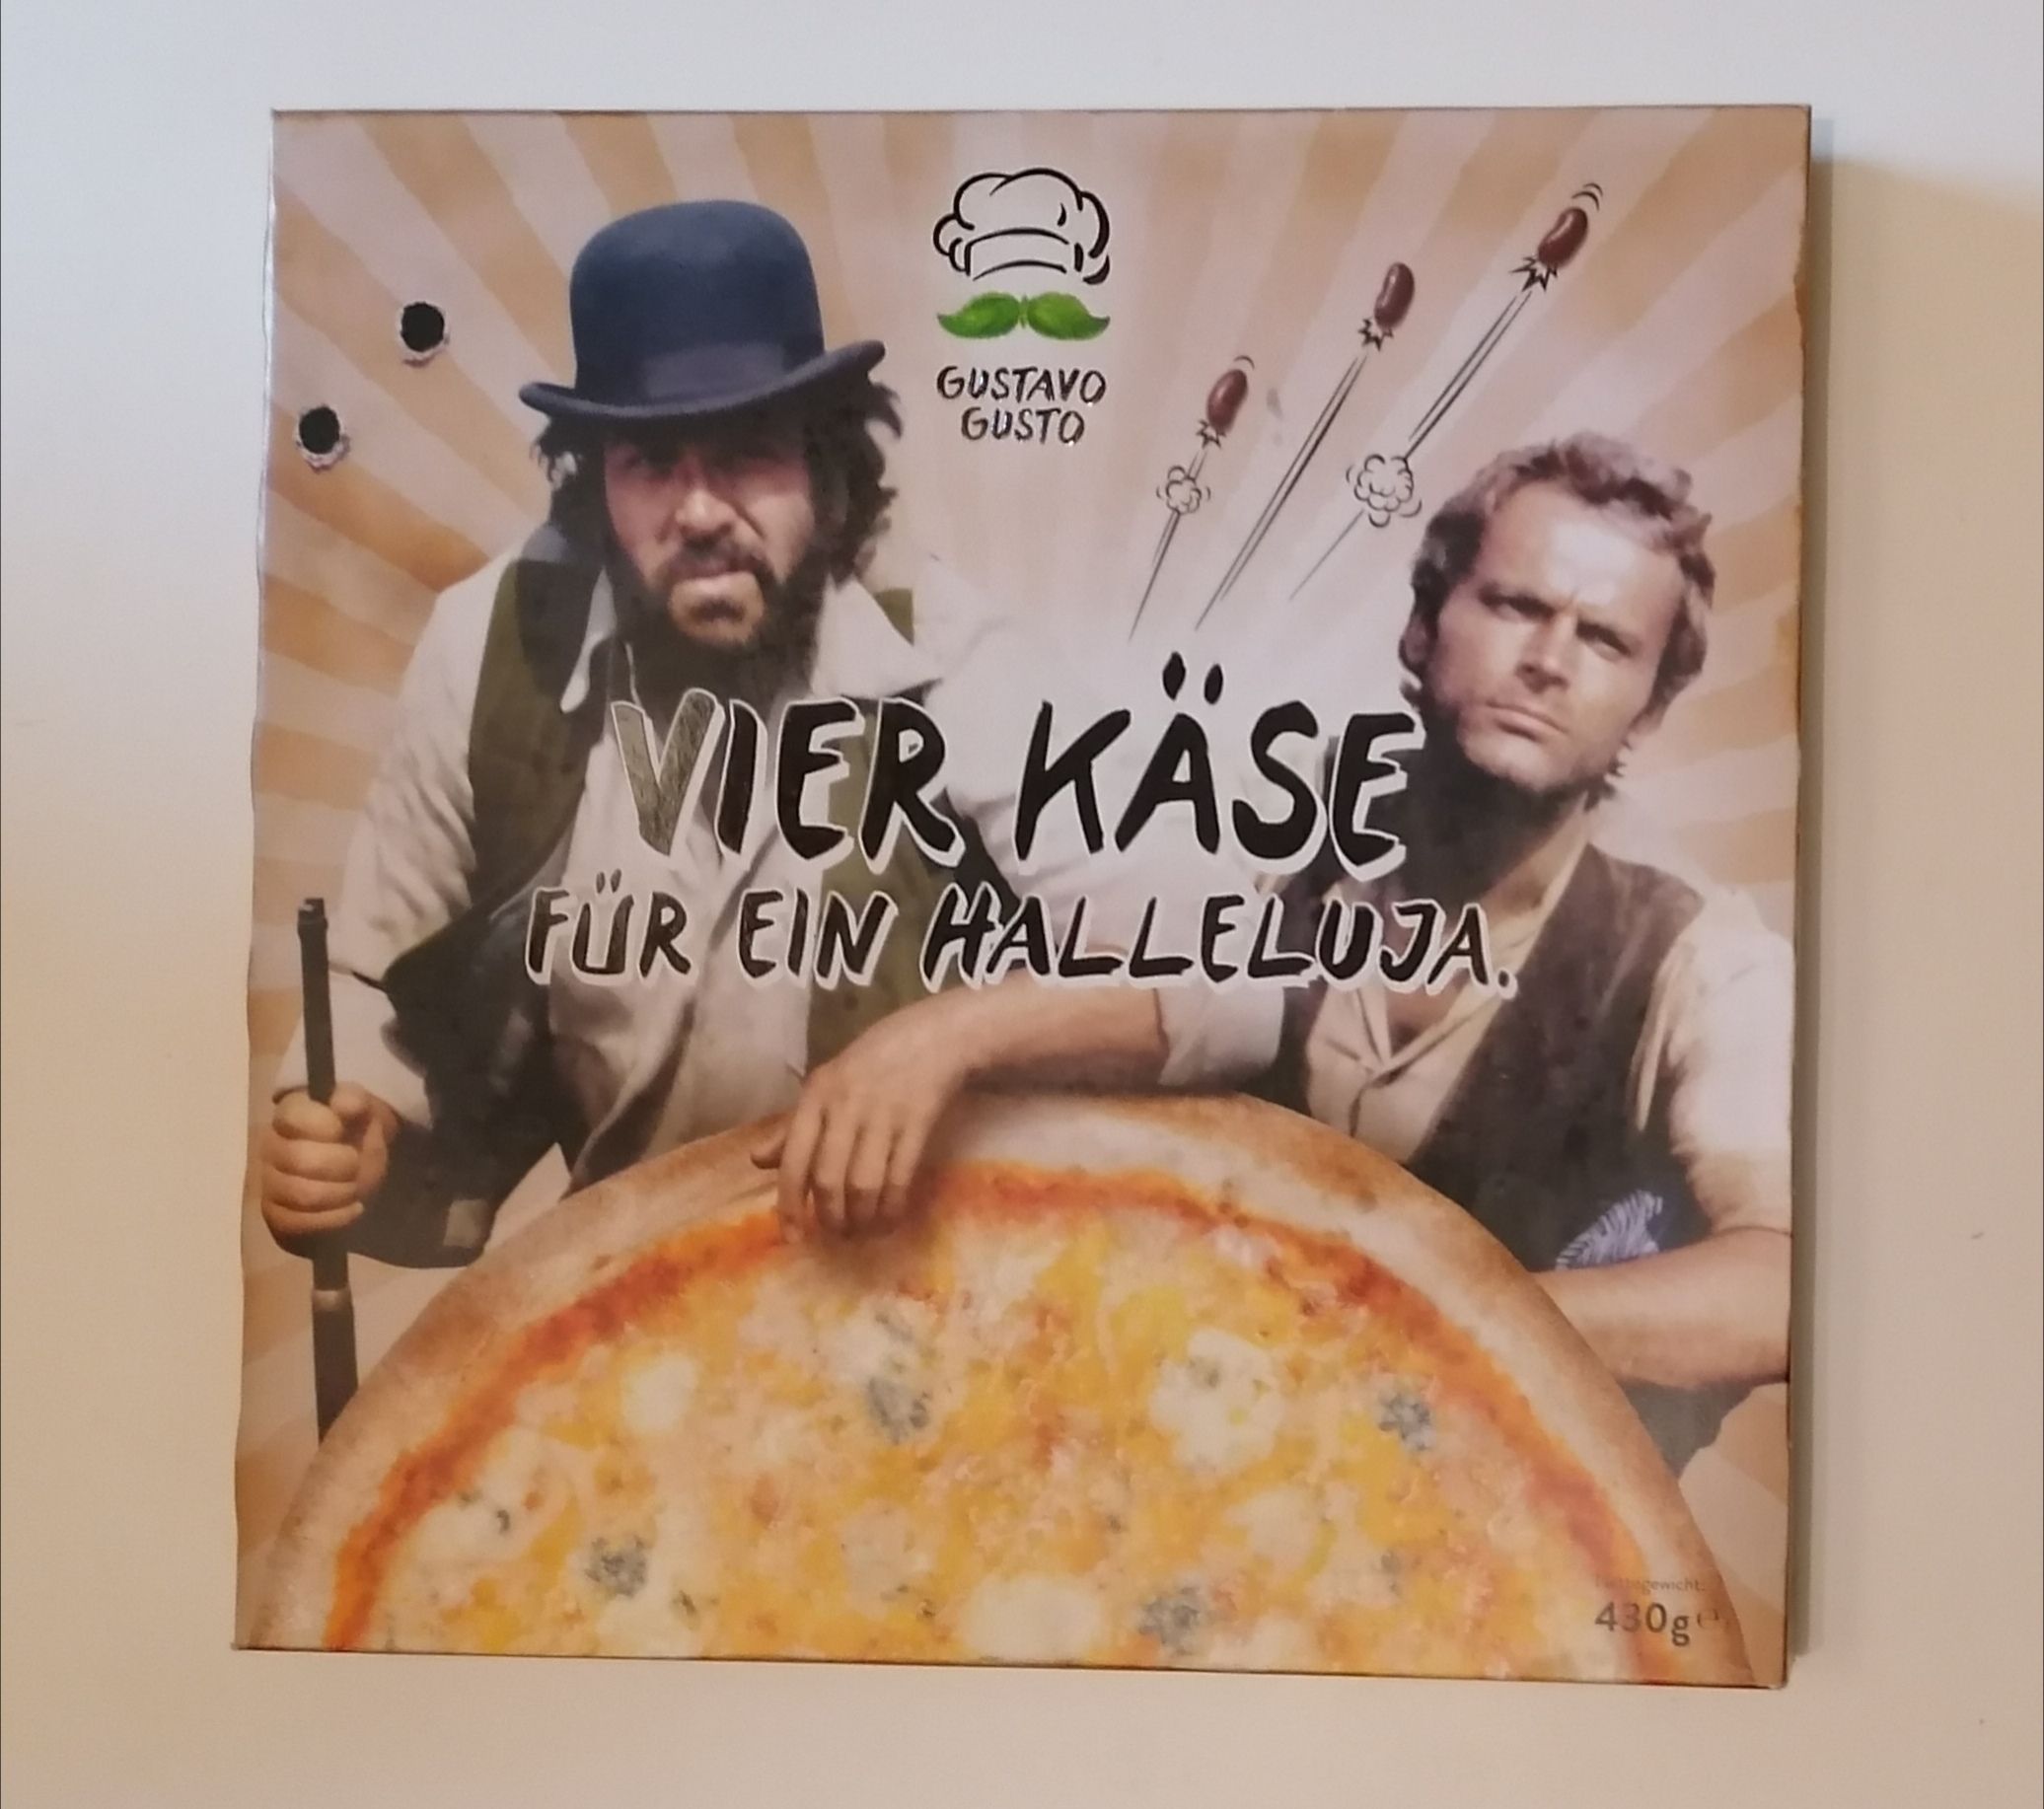 GUSTAVO
GUSTO
VIER KÄSE
FÜR EIN HALLELUJA.
430g ℮